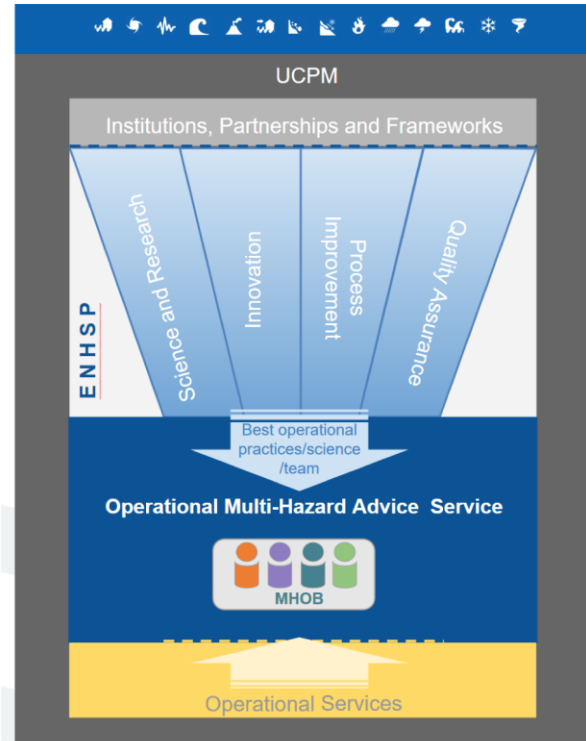 UCPM
Institutions, Partnerships and Frameworks
Science and Research
Innovation
Process
Improvement
Quality Assurance
ENHSP
Best operational
practices/science
/team
Operational Multi-Hazard Advice Service
MHOB
Operational Services